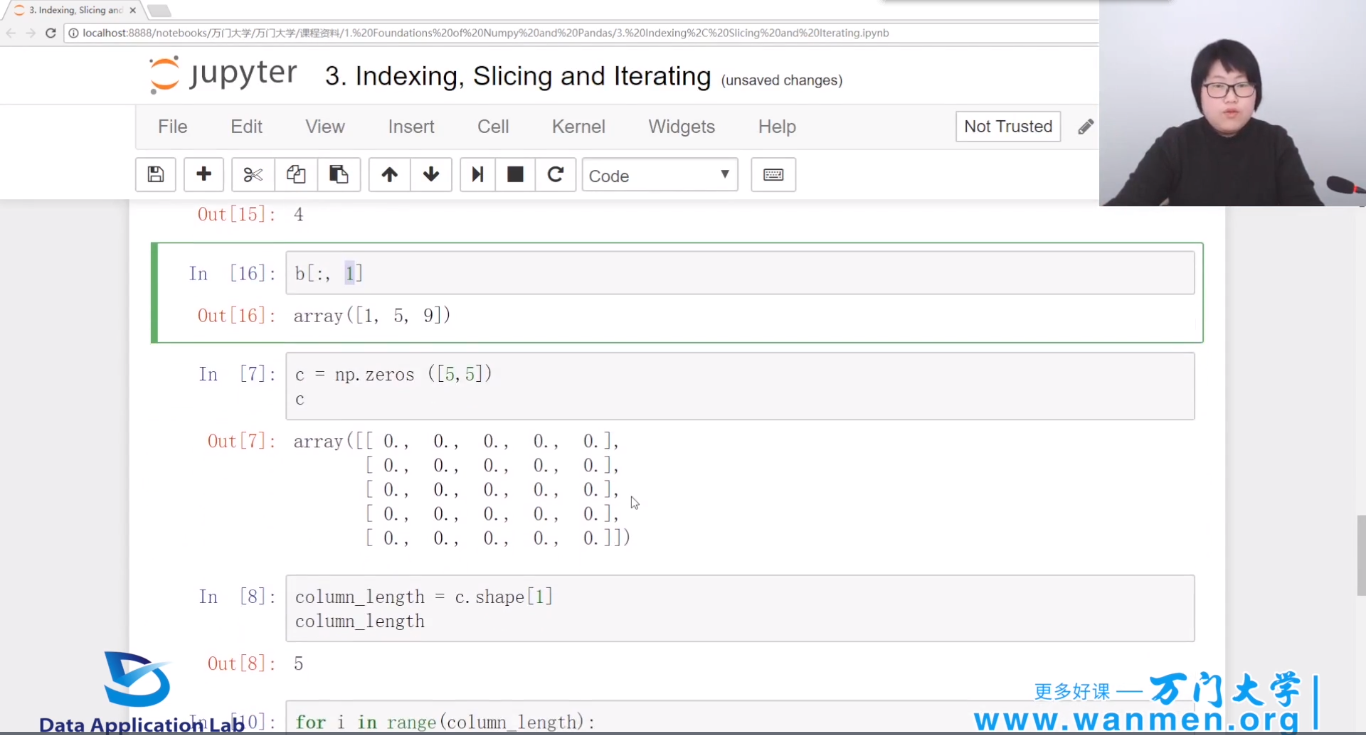 3. Indexing, Slicing and
localhost:8888/notebooks/万门大学/万门大学/课程资料/1.%20Foundations%20of%20Numpy%20and%20Pandas/3.%20Indexing%2C%20Slicing%20and%20Iterating.ipynb
jupyter 3. Indexing, Slicing and Iterating (unsaved changes)
File Edit View Insert Cell Kernel Widgets Help Not Trusted
Code
Out[15]: 4
In [16]: b[:, 1]
Out[16]: array([1, 5, 9])
In [7]: c = np.zeros ([5,5])
c
Out[7]: array([[ 0., 0., 0., 0., 0.],
[ 0., 0., 0., 0., 0.],
[ 0., 0., 0., 0., 0.],
[ 0., 0., 0., 0., 0.],
[ 0., 0., 0., 0., 0.]])
In [8]: column_length = c.shape[1]
column_length
Out[8]: 5
In [10]: for i in range(column_length):
Data Application Lab
更多好课 — 万门大学
www.wanmen.org